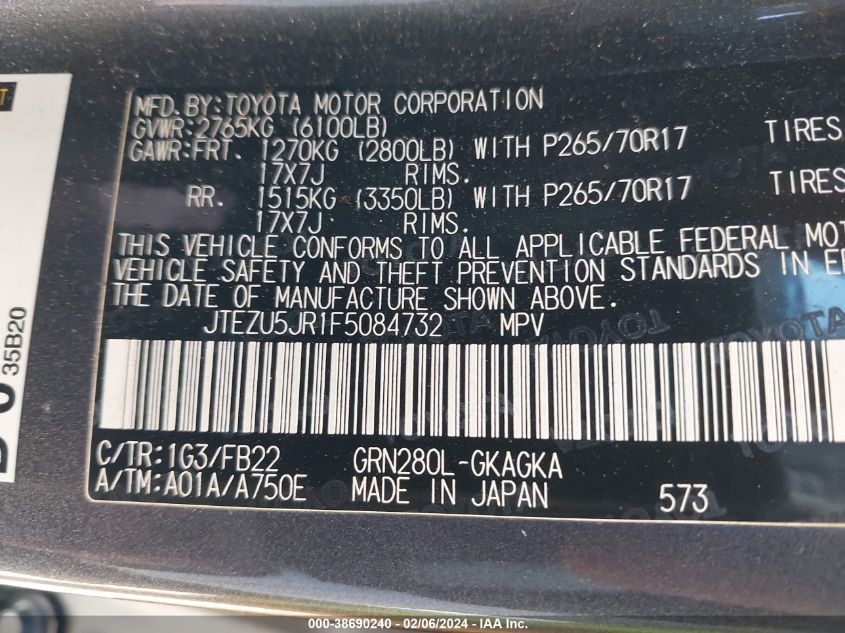 MFD. BY: TOYOTA MOTOR CORPORATION
GVWR: 2765KG (6100LB)
GAWR: FRT. 1270KG (2800LB) WITH P265/70R17 TIRES
17X7J RIMS.
RR. 1515KG (3350LB) WITH P265/70R17 TIRES
17X7J RIMS.
THIS VEHICLE CONFORMS TO ALL APPLICABLE FEDERAL MOT
VEHICLE SAFETY AND THEFT PREVENTION STANDARDS IN E
THE DATE OF MANUFACTURE SHOWN ABOVE.
JTEZU5JR1F5084732 MPV
C/TR: 1G3/FB22 GRN280L-GKAGKA
A/TM: A01A/A750E MADE IN JAPAN 573
35B20
000-38690240 - 02/06/2024 - IAA Inc.